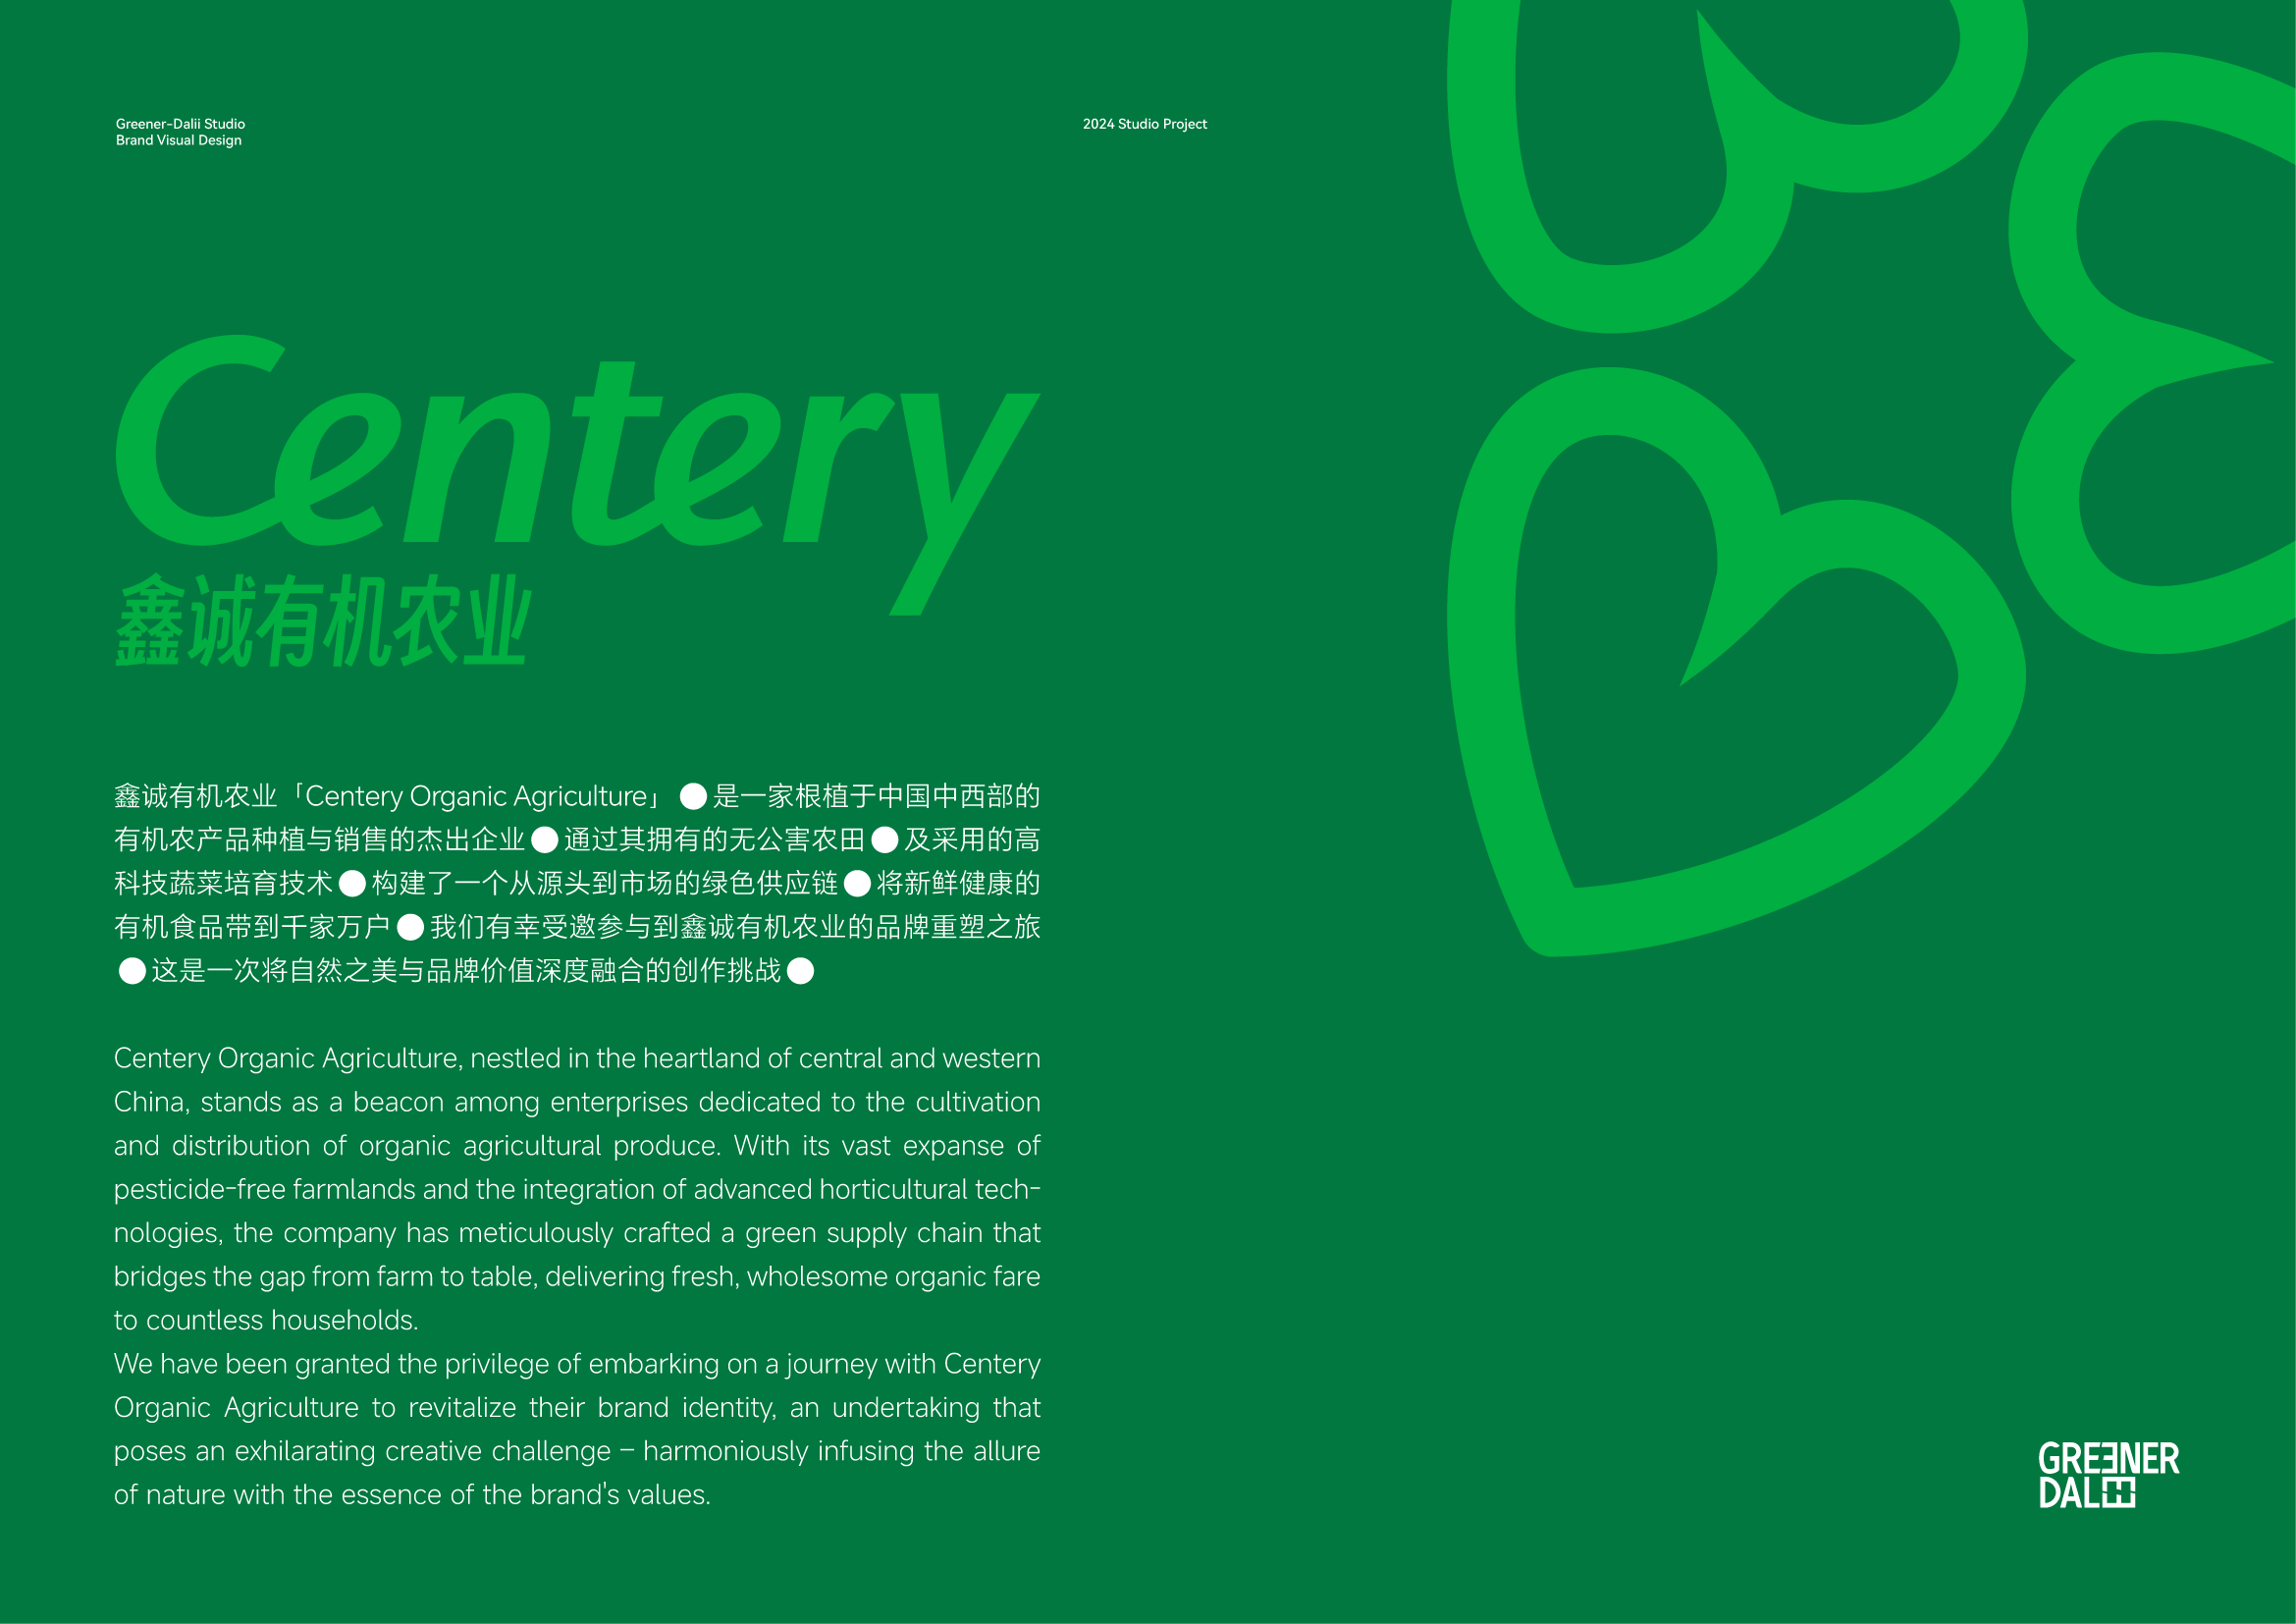 Greener-Dalii Studio
Brand Visual Design
2024 Studio Project
Centery
鑫诚有机农业
鑫诚有机农业「Centery Organic Agriculture」●是一家根植于中国中西部的
有机农产品种植与销售的杰出企业●通过其拥有的无公害农田●及采用的高
科技蔬菜培育技术●构建了一个从源头到市场的绿色供应链●将新鲜健康的
有机食品带到千家万户●我们有幸受邀参与到鑫诚有机农业的品牌重塑之旅
●这是一次将自然之美与品牌价值深度融合的创作挑战●
Centery Organic Agriculture, nestled in the heartland of central and western
China, stands as a beacon among enterprises dedicated to the cultivation
and distribution of organic agricultural produce. With its vast expanse of
pesticide-free farmlands and the integration of advanced horticultural tech-
nologies, the company has meticulously crafted a green supply chain that
bridges the gap from farm to table, delivering fresh, wholesome organic fare
to countless households.
We have been granted the privilege of embarking on a journey with Centery
Organic Agriculture to revitalize their brand identity, an undertaking that
poses an exhilarating creative challenge – harmoniously infusing the allure
of nature with the essence of the brand's values.
GREENER
DALII